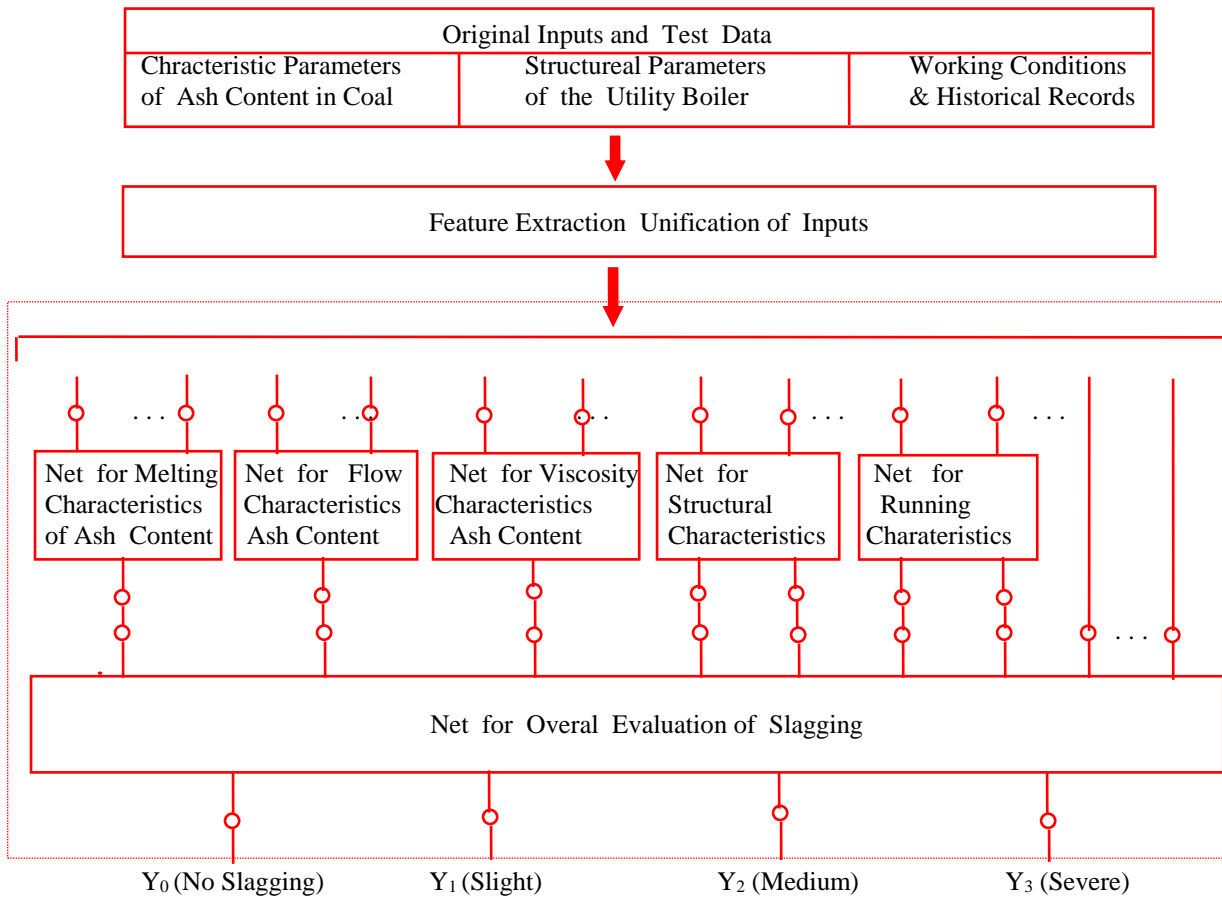 Original Inputs and Test Data
Chracteristic Parameters
of Ash Content in Coal
Structureal Parameters
of the Utility Boiler
Working Conditions
& Historical Records
Feature Extraction Unification of Inputs
. . .
. . .
. . .
. . .
. . .
Net for Melting
Characteristics
of Ash Content
Net for Flow
Characteristics
Ash Content
Net for Viscosity
Characteristics
Ash Content
Net for
Structural
Characteristics
Net for
Running
Charateristics
. . .
Net for Overal Evaluation of Slagging
Y0 (No Slagging)
Y1 (Slight)
Y2 (Medium)
Y3 (Severe)